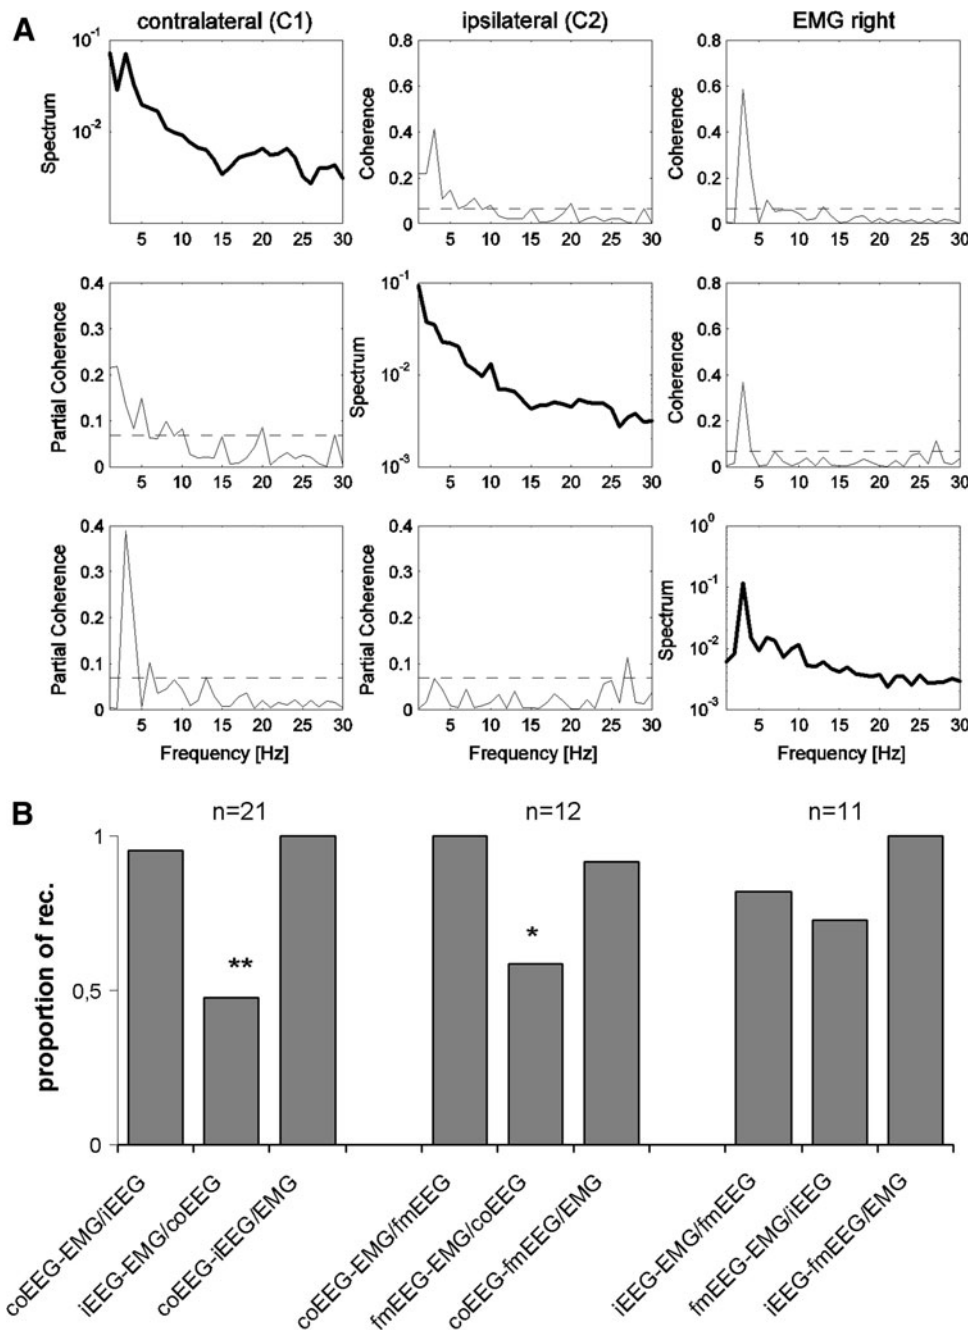 A
contralateral (C1)
ipsilateral (C2)
EMG right
Spectrum
10-1
10-2
5 10 15 20 25 30
Coherence
0.8
0.6
0.4
0.2
0
5 10 15 20 25 30
Coherence
0.8
0.6
0.4
0.2
0
5 10 15 20 25 30
Partial Coherence
0.4
0.3
0.2
0.1
0
5 10 15 20 25 30
Spectrum
10-1
10-2
10-3
5 10 15 20 25 30
Coherence
0.8
0.6
0.4
0.2
0
5 10 15 20 25 30
Partial Coherence
0.4
0.3
0.2
0.1
0
5 10 15 20 25 30
Frequency [Hz]
Partial Coherence
0.4
0.3
0.2
0.1
0
5 10 15 20 25 30
Frequency [Hz]
Spectrum
100
10-1
10-2
10-3
5 10 15 20 25 30
Frequency [Hz]
B
n=21
n=12
n=11
proportion of rec.
1
0,5
0
**
*
coEEG-EMG/iEEG
iEEG-EMG/coEEG
coEEG-iEEG/EMG
coEEG-EMG/fmEEG
fmEEG-EMG/coEEG
coEEG-fmEEG/EMG
iEEG-EMG/fmEEG
fmEEG-EMG/iEEG
iEEG-fmEEG/EMG